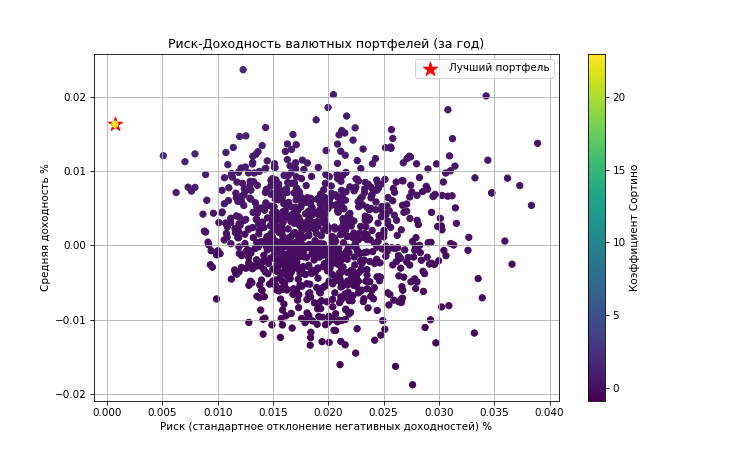 Риск-Доходность валютных портфелей (за год)
Лучший портфель
0.02
0.01
0.00
−0.01
−0.02
Средняя доходность %
0.000 0.005 0.010 0.015 0.020 0.025 0.030 0.035 0.040
Риск (стандартное отклонение негативных доходностей) %
20
15
10
5
0
Коэффициент Сортино